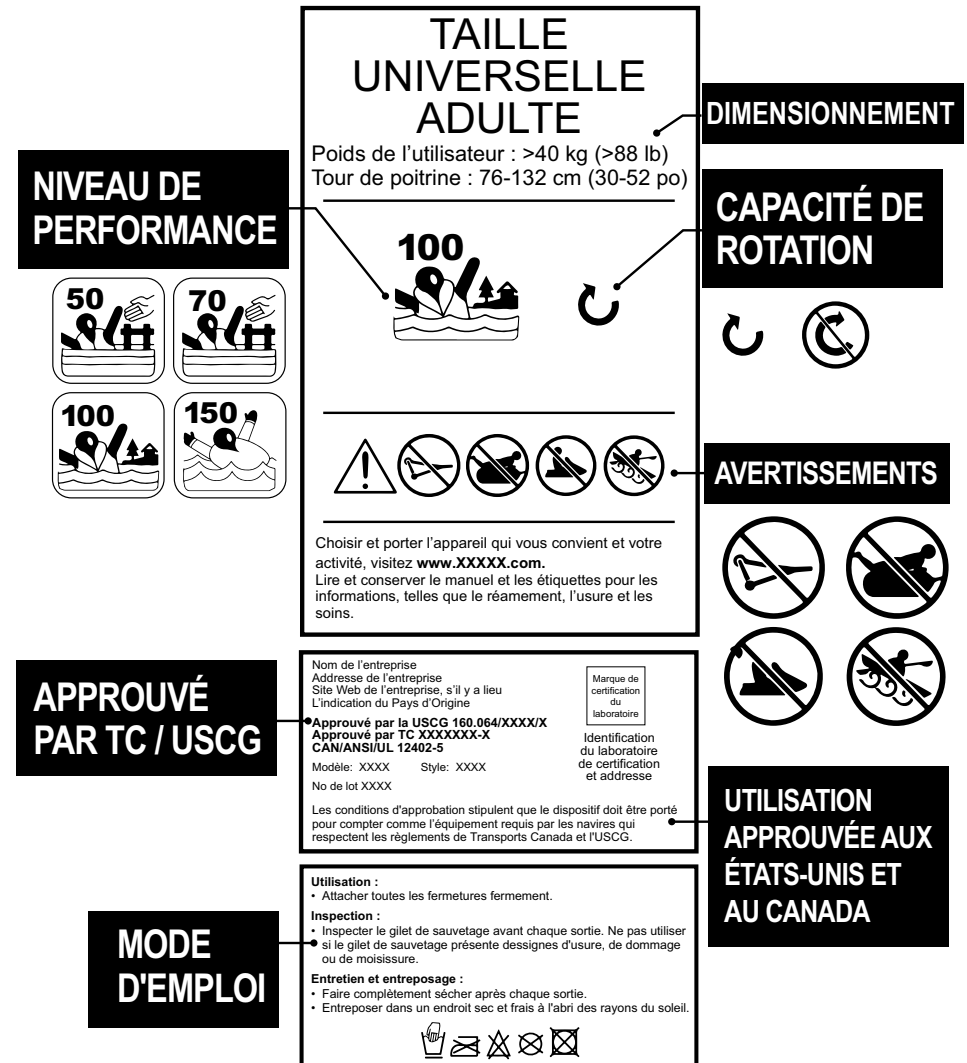 TAILLE
UNIVERSELLE
ADULTE
Poids de l'utilisateur : >40 kg (>88 lb)
Tour de poitrine : 76-132 cm (30-52 po)
DIMENSIONNEMENT
NIVEAU DE
PERFORMANCE
50
70
100
150
100
CAPACITÉ DE
ROTATION
AVERTISSEMENTS
Choisir et porter l'appareil qui vous convient et votre
activité, visitez www.XXXXX.com.
Lire et conserver le manuel et les étiquettes pour les
informations, telles que le réamement, l'usure et les
soins.
APPROUVÉ
PAR TC / USCG
Nom de l'entreprise
Addresse de l'entreprise
Site Web de l'entreprise, s'il y a lieu
L'indication du Pays d'Origine
Approuvé par la USCG 160.064/XXXX/X
Approuvé par TC XXXXXXX-X
CAN/ANSI/UL 12402-5
Modèle: XXXX Style: XXXX
No de lot XXXX
Marque de
certification
du
laboratoire
Identification
du laboratoire
de certification
et addresse
Les conditions d'approbation stipulent que le dispositif doit être porté
pour compter comme l'équipement requis par les navires qui
respectent les règlements de Transports Canada et l'USCG.
UTILISATION
APPROUVÉE AUX
ÉTATS-UNIS ET
AU CANADA
MODE
D'EMPLOI
Utilisation :
• Attacher toutes les fermetures fermement.
Inspection :
• Inspecter le gilet de sauvetage avant chaque sortie. Ne pas utiliser
si le gilet de sauvetage présente dessignes d'usure, de dommage
ou de moisissure.
Entretien et entreposage :
• Faire complètement sécher après chaque sortie.
• Entreposer dans un endroit sec et frais à l'abri des rayons du soleil.